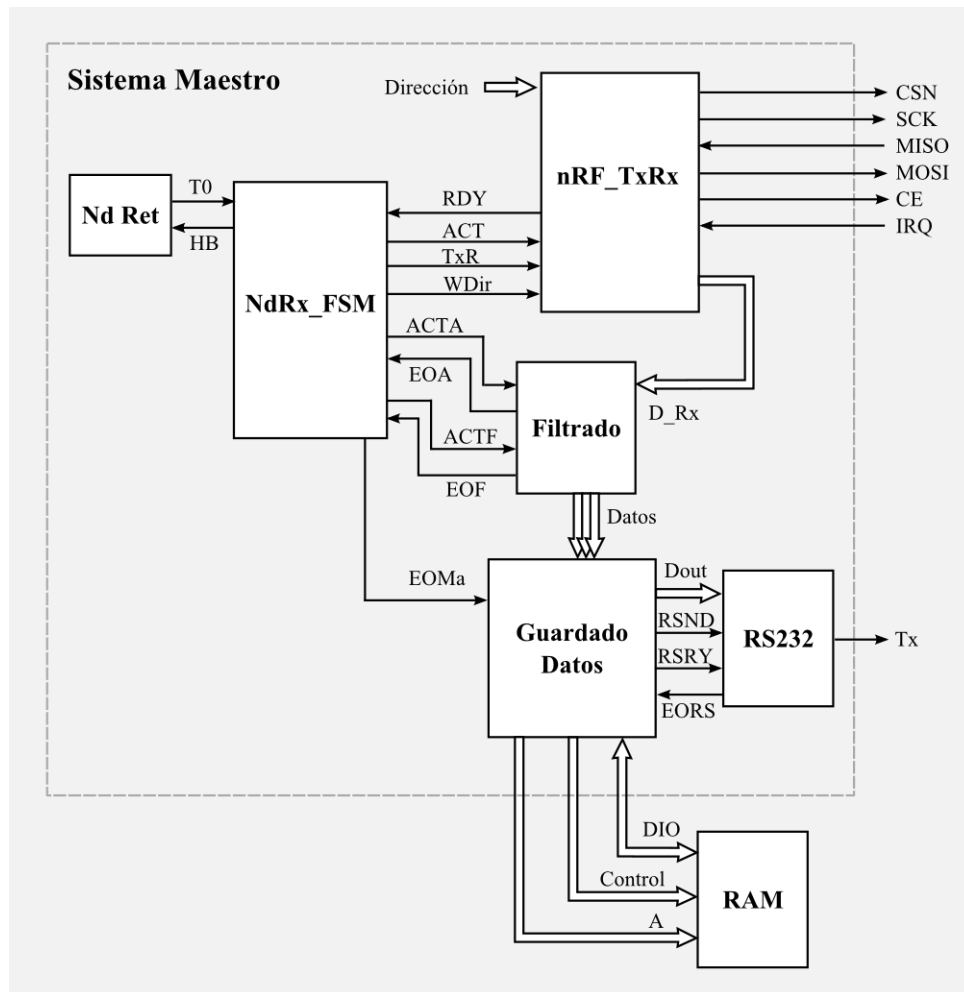 Sistema Maestro
Dirección
nRF_TxRx
CSN
SCK
MISO
MOSI
CE
IRQ
Nd Ret
T0
HB
NdRx_FSM
RDY
ACT
TxR
WDir
ACTA
EOA
ACTF
EOF
Filtrado
D_Rx
Datos
EOMa
Guardado
Datos
Dout
RSND
RSRY
EORS
RS232
Tx
DIO
Control
A
RAM